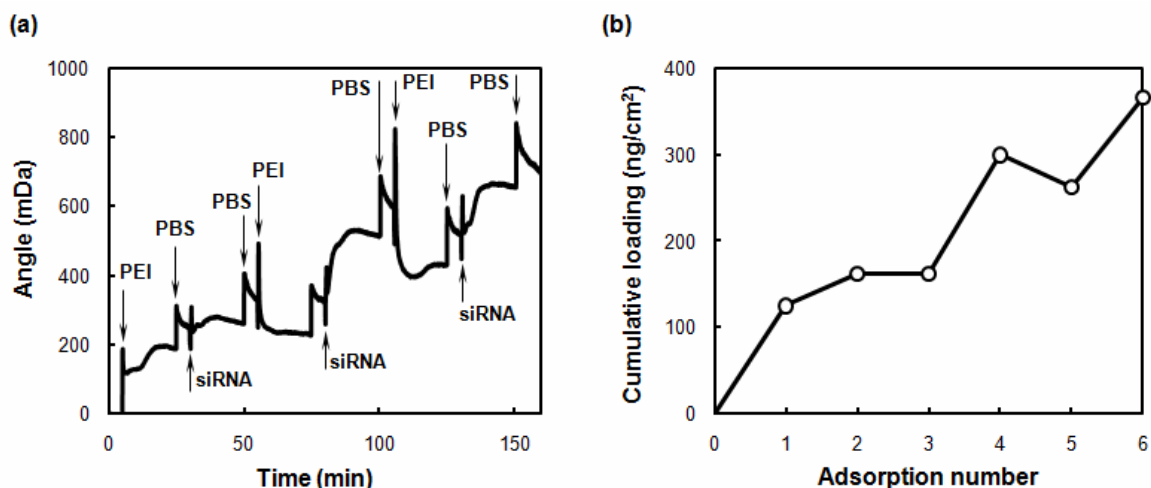 (a)
1000
800
600
400
200
0
Angle (mDa)
PEI
PBS
siRNA
PBS
PEI
siRNA
PBS
PEI
PBS
siRNA
PBS
0
50
100
150
Time (min)
(b)
400
300
200
100
0
Cumulative loading (ng/cm²)
0
1
2
3
4
5
6
Adsorption number